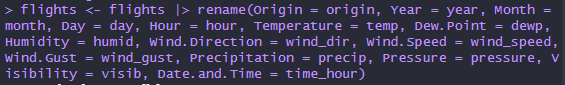 > flights <- flights |> rename(Origin = origin, Year = year, Month =
month, Day = day, Hour = hour, Temperature = temp, Dew.Point = dewp,
Humidity = humid, Wind.Direction = wind_dir, Wind.Speed = wind_speed,
Wind.Gust = wind_gust, Precipitation = precip, Pressure = pressure, V
isibility = visib, Date.and.Time = time_hour)